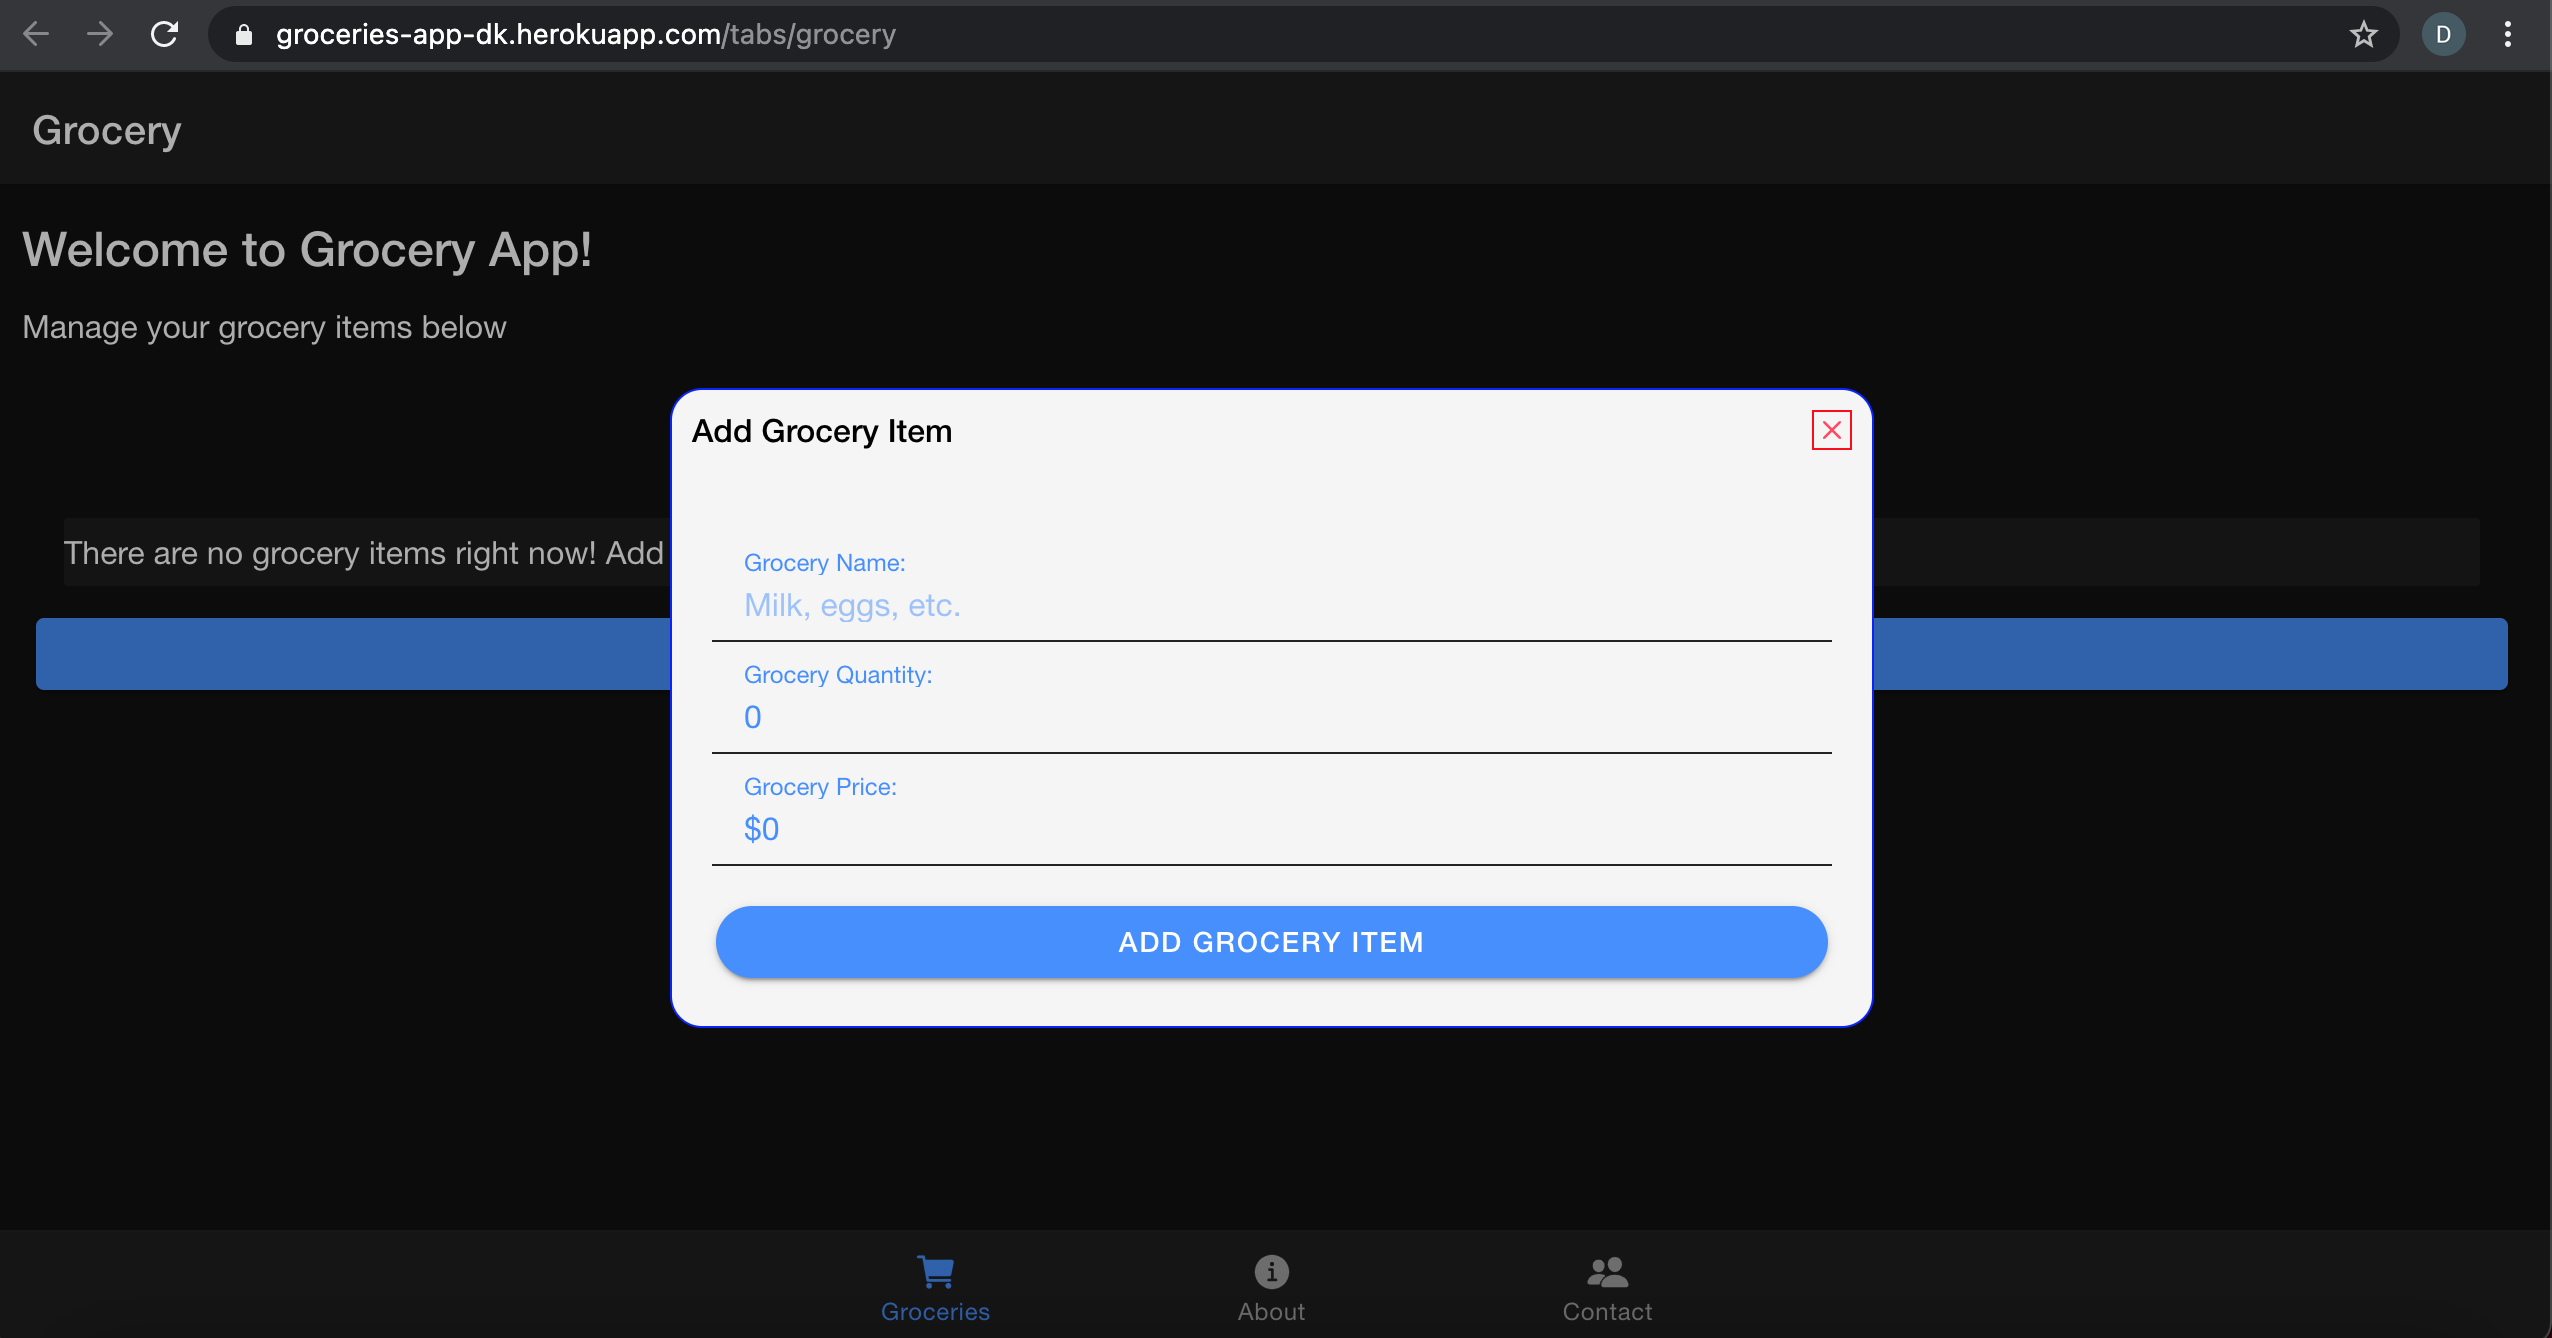 groceries-app-dk.herokuapp.com/tabs/grocery
D
Grocery
Welcome to Grocery App!
Manage your grocery items below
There are no grocery items right now! Add
Add Grocery Item
Grocery Name:
Milk, eggs, etc.
Grocery Quantity:
0
Grocery Price:
$0
ADD GROCERY ITEM
Groceries
About
Contact